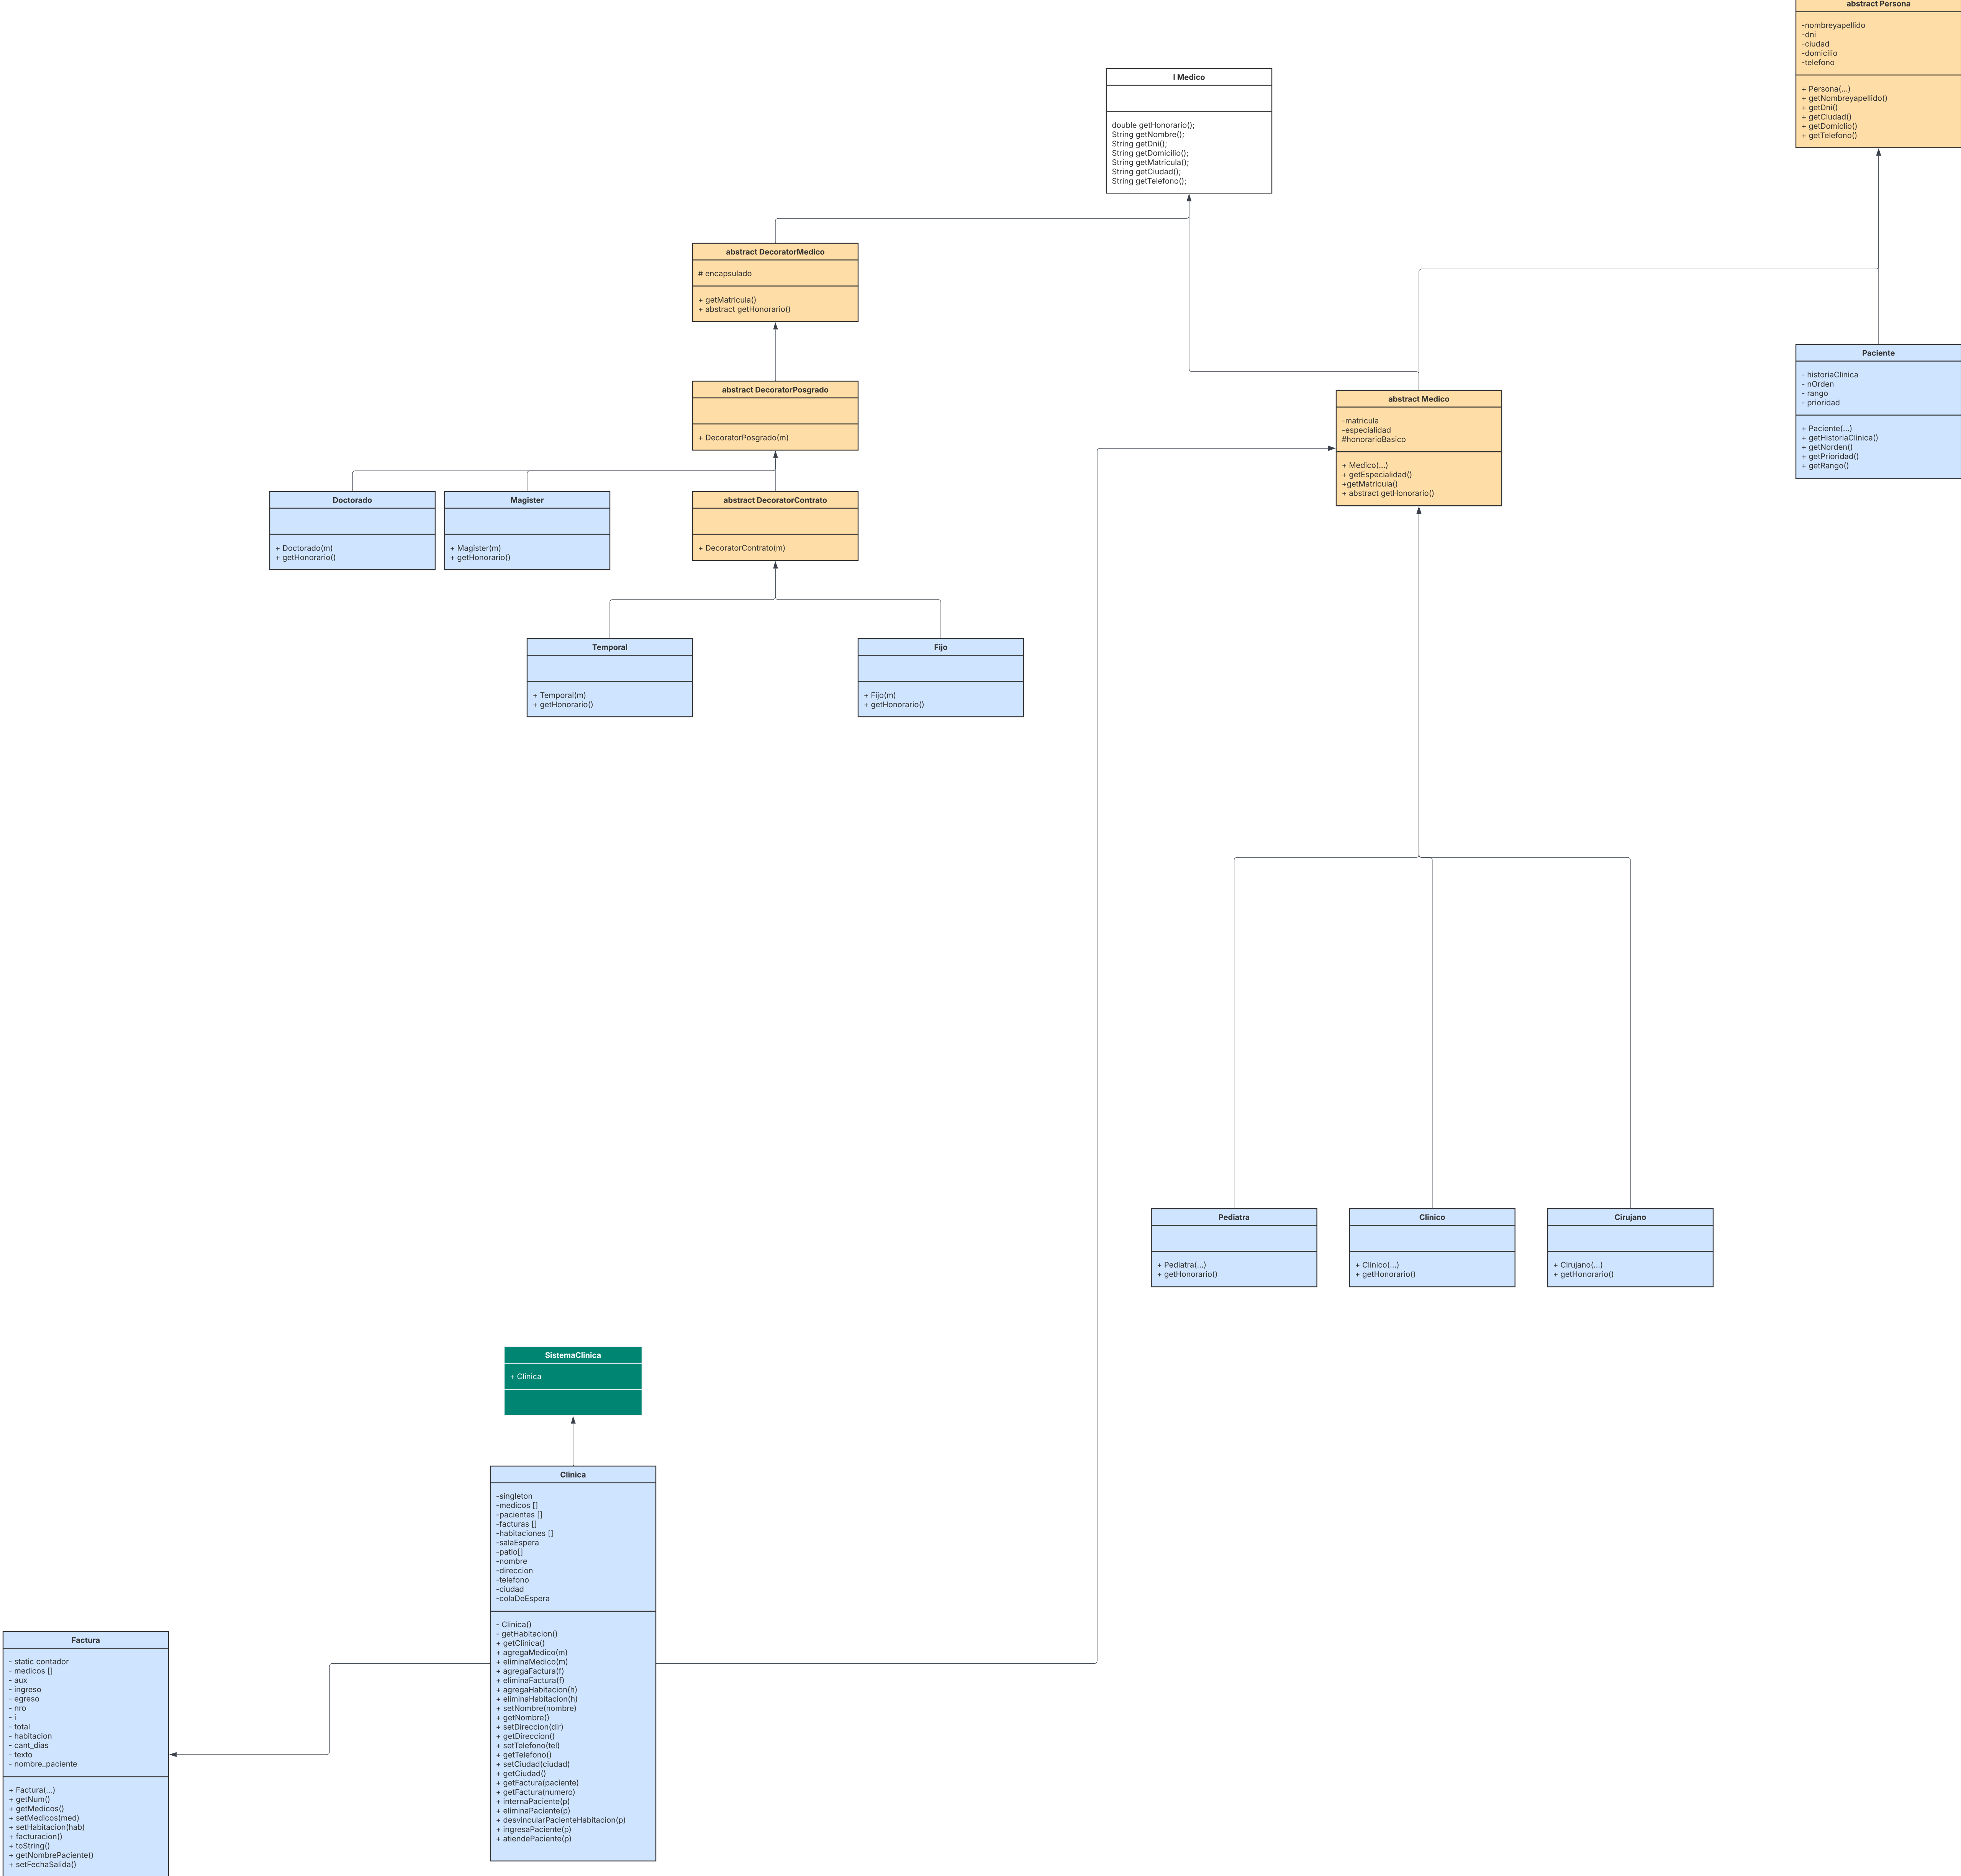 abstract Persona
-nombreyapellido
-dni
-ciudad
-domicilio
-telefono
+ Persona(...)
+ getNombreyapellido()
+ getDni()
+ getCiudad()
+ getDomiclio()
+ getTelefono()
I Medico
double getHonorario();
String getNombre();
String getDni();
String getDomicilio();
String getMatricula();
String getCiudad();
String getTelefono();
abstract DecoratorMedico
# encapsulado
+ getMatricula()
+ abstract getHonorario()
Paciente
- historiaClinica
- nOrden
- rango
- prioridad
+ Paciente(...)
+ getHistoriaClinica()
+ getNorden()
+ getPrioridad()
+ getRango()
abstract DecoratorPosgrado
+ DecoratorPosgrado(m)
abstract Medico
-matricula
-especialidad
#honorarioBasico
+ Medico(...)
+ getEspecialidad()
+getMatricula()
+ abstract getHonorario()
Doctorado
+ Doctorado(m)
+ getHonorario()
Magister
+ Magister(m)
+ getHonorario()
abstract DecoratorContrato
+ DecoratorContrato(m)
Temporal
+ Temporal(m)
+ getHonorario()
Fijo
+ Fijo(m)
+ getHonorario()
Pediatra
+ Pediatra(...)
+ getHonorario()
Clinico
+ Clinico(...)
+ getHonorario()
Cirujano
+ Cirujano(...)
+ getHonorario()
SistemaClinica
+ Clinica
Clinica
-singleton
-medicos []
-pacientes []
-facturas []
-habitaciones []
-salaEspera
-patio[]
-nombre
-direccion
-telefono
-ciudad
-colaDeEspera
- Clinica()
- getHabitacion()
+ getClinica()
+ agregaMedico(m)
+ eliminaMedico(m)
+ agregaFactura(f)
+ eliminaFactura(f)
+ agregaHabitacion(h)
+ eliminaHabitacion(h)
+ setNombre(nombre)
+ getNombre()
+ setDireccion(dir)
+ getDireccion()
+ setTelefono(tel)
+ getTelefono()
+ setCiudad(ciudad)
+ getCiudad()
+ getFactura(paciente)
+ getFactura(numero)
+ internaPaciente(p)
+ eliminaPaciente(p)
+ desvincularPacienteHabitacion(p)
+ ingresaPaciente(p)
+ atiendePaciente(p)
Factura
- static contador
- medicos []
- aux
- ingreso
- egreso
- nro
- i
- total
- habitacion
- cant_dias
- texto
- nombre_paciente
+ Factura(...)
+ getNum()
+ getMedicos()
+ setMedicos(med)
+ setHabitacion(hab)
+ facturacion()
+ toString()
+ getNombrePaciente()
+ setFechaSalida()